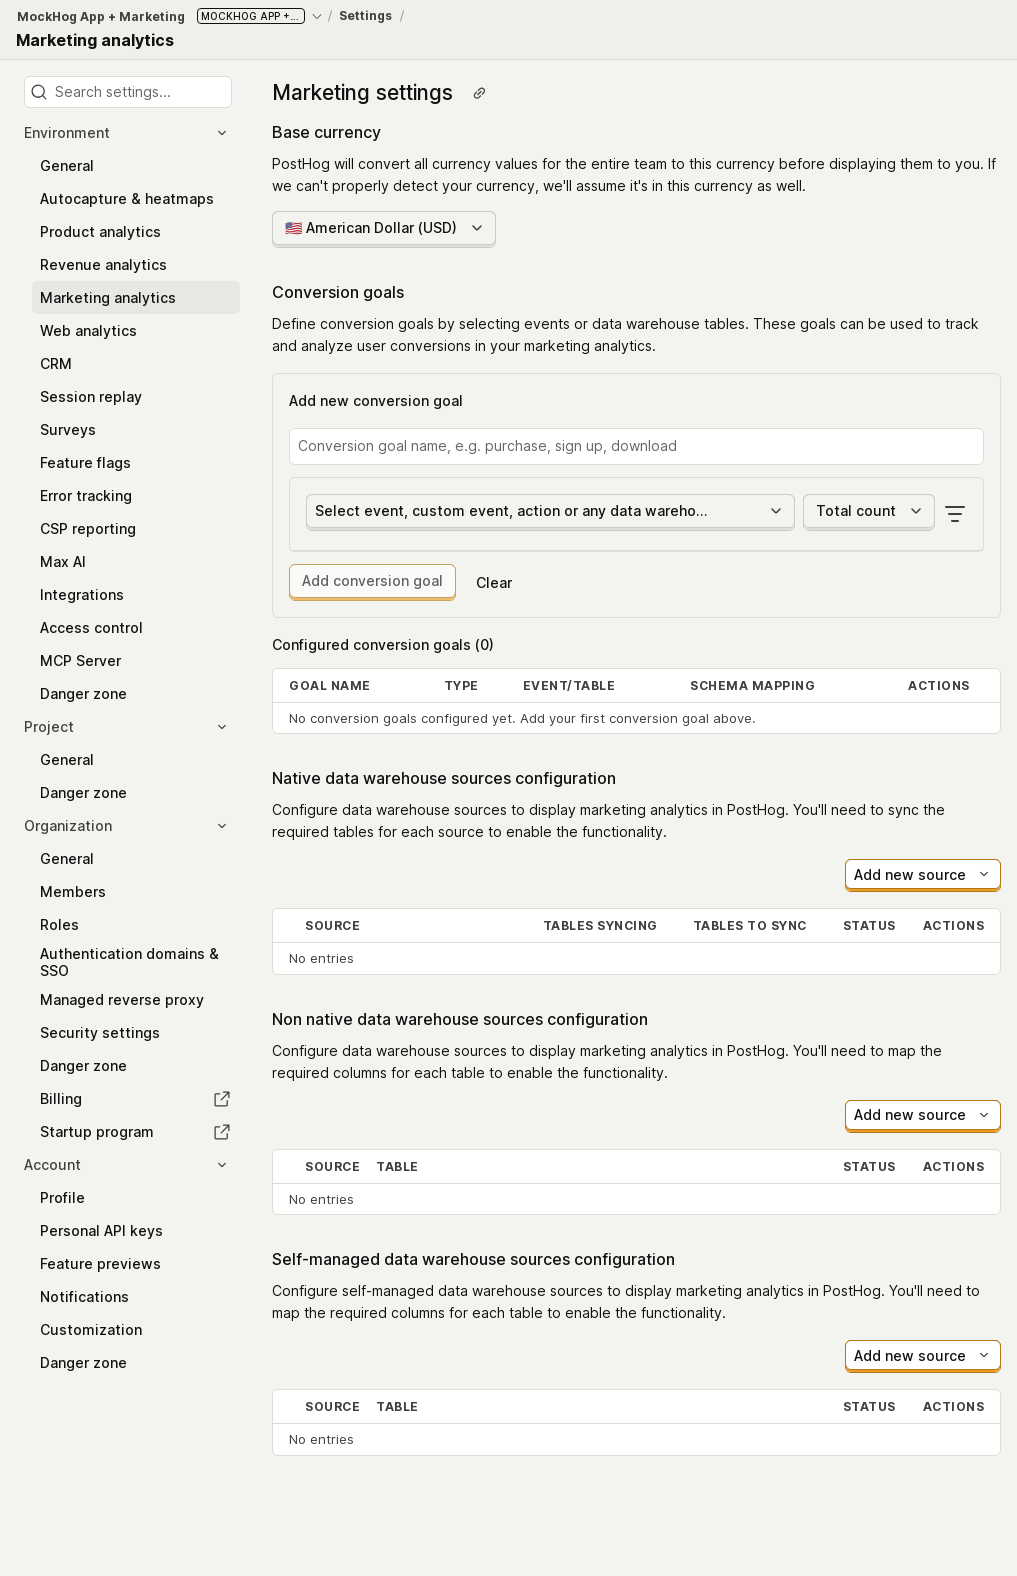 MockHog App + Marketing MOCKHOG APP +... / Settings /
Marketing analytics
Search settings...
Environment
General
Autocapture & heatmaps
Product analytics
Revenue analytics
Marketing analytics
Web analytics
CRM
Session replay
Surveys
Feature flags
Error tracking
CSP reporting
Max AI
Integrations
Access control
MCP Server
Danger zone
Project
General
Danger zone
Organization
General
Members
Roles
Authentication domains &
SSO
Managed reverse proxy
Security settings
Danger zone
Billing
Startup program
Account
Profile
Personal API keys
Feature previews
Notifications
Customization
Danger zone
Marketing settings
Base currency
PostHog will convert all currency values for the entire team to this currency before displaying them to you. If
we can't properly detect your currency, we'll assume it's in this currency as well.
🇺🇸 American Dollar (USD)
Conversion goals
Define conversion goals by selecting events or data warehouse tables. These goals can be used to track
and analyze user conversions in your marketing analytics.
Add new conversion goal
Conversion goal name, e.g. purchase, sign up, download
Select event, custom event, action or any data wareho... Total count
Add conversion goal Clear
Configured conversion goals (0)
GOAL NAME TYPE EVENT/TABLE SCHEMA MAPPING ACTIONS
No conversion goals configured yet. Add your first conversion goal above.
Native data warehouse sources configuration
Configure data warehouse sources to display marketing analytics in PostHog. You'll need to sync the
required tables for each source to enable the functionality.
Add new source
SOURCE TABLES SYNCING TABLES TO SYNC STATUS ACTIONS
No entries
Non native data warehouse sources configuration
Configure data warehouse sources to display marketing analytics in PostHog. You'll need to map the
required columns for each table to enable the functionality.
Add new source
SOURCE TABLE STATUS ACTIONS
No entries
Self-managed data warehouse sources configuration
Configure self-managed data warehouse sources to display marketing analytics in PostHog. You'll need to
map the required columns for each table to enable the functionality.
Add new source
SOURCE TABLE STATUS ACTIONS
No entries